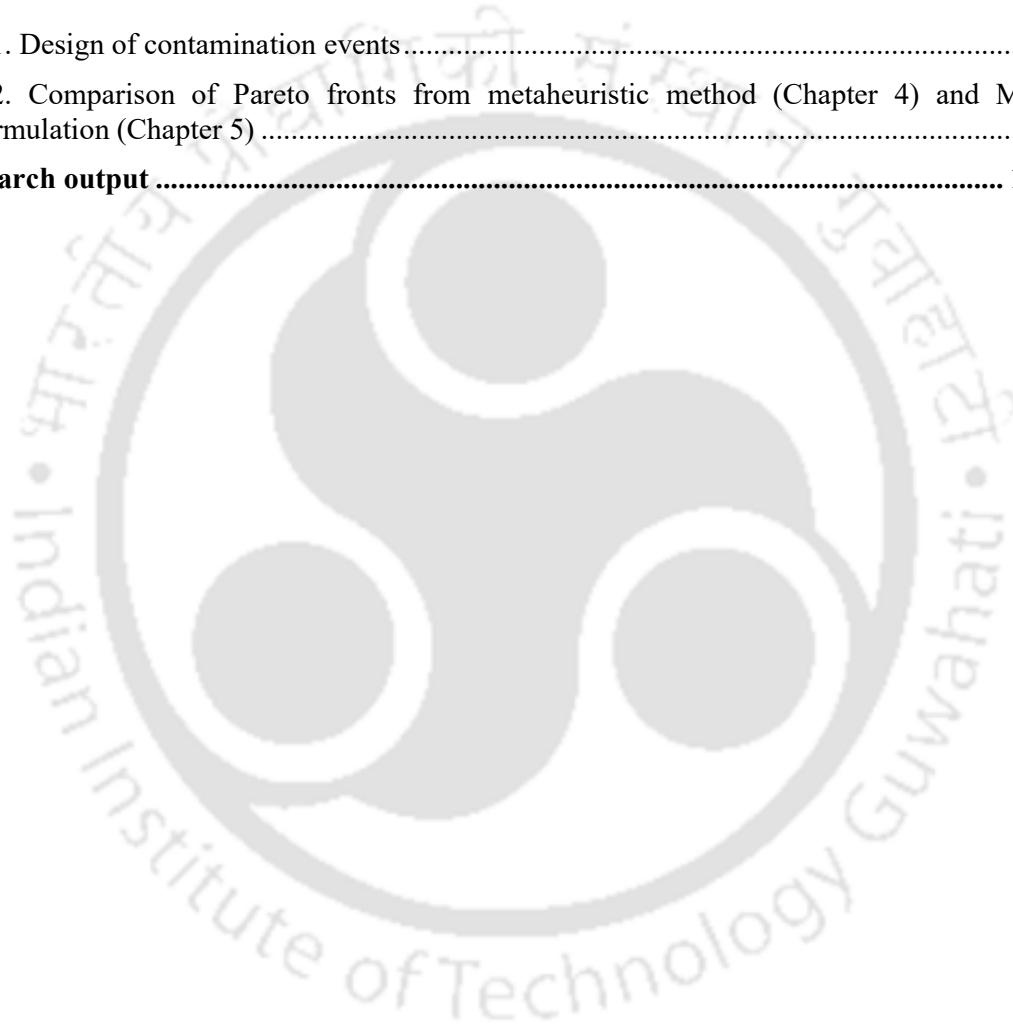 . Design of contamination events
2. Comparison of Pareto fronts from metaheuristic method (Chapter 4) and
rmulation (Chapter 5)
arch output
भारतीय प्रौद्योगिकी संस्थान गुवाहाटी
Indian Institute of Technology Guwahati